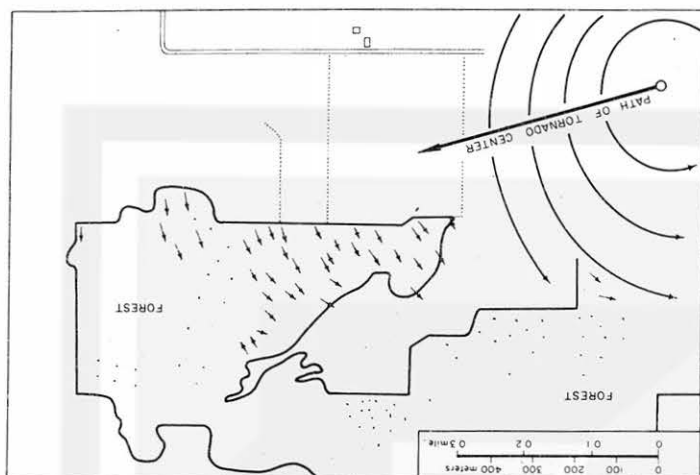 0 100 200 300 400 meters
0 0.1 0.2 0.3 mile.
FOREST
FOREST
PATH OF TORNADO CENTER